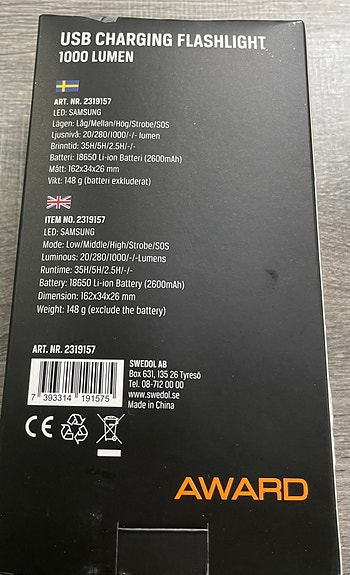 USB CHARGING FLASHLIGHT
1000 LUMEN
ART. NR. 2319157
LED: SAMSUNG
Lägen: Låg/Mellan/Hög/Strobe/SOS
Ljusnivå: 20/280/1000/-/- lumen
Brinntid: 35H/5H/2.5H/-/-
Batteri: 18650 Li-ion Batteri (2600mAh)
Mått: 162x34x26 mm
Vikt: 148 g (batteri exkluderat)
ITEM NO. 2319157
LED: SAMSUNG
Mode: Low/Middle/High/Strobe/SOS
Luminous: 20/280/1000/-/-Lumens
Runtime: 35H/5H/2.5H/-/-
Battery: 18650 Li-ion Battery (2600mAh)
Dimension: 162x34x26 mm
Weight: 148 g (exclude the battery)
ART. NR. 2319157
7 393314 191575
SWEDOL AB
Box 631, 135 26 Tyresö
Tel. 08-712 00 00
www.swedol.se
Made in China
CE
AWARD